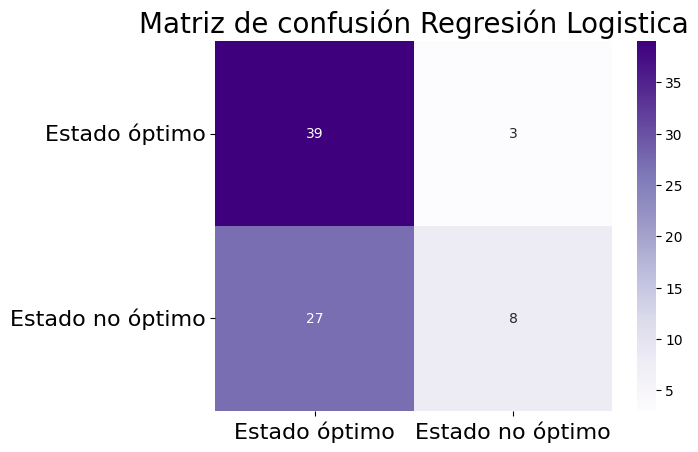 Matriz de confusión Regresión Logistica
Estado óptimo
39
3
35
30
25
20
15
10
5
Estado no óptimo
27
8
Estado óptimo
Estado no óptimo